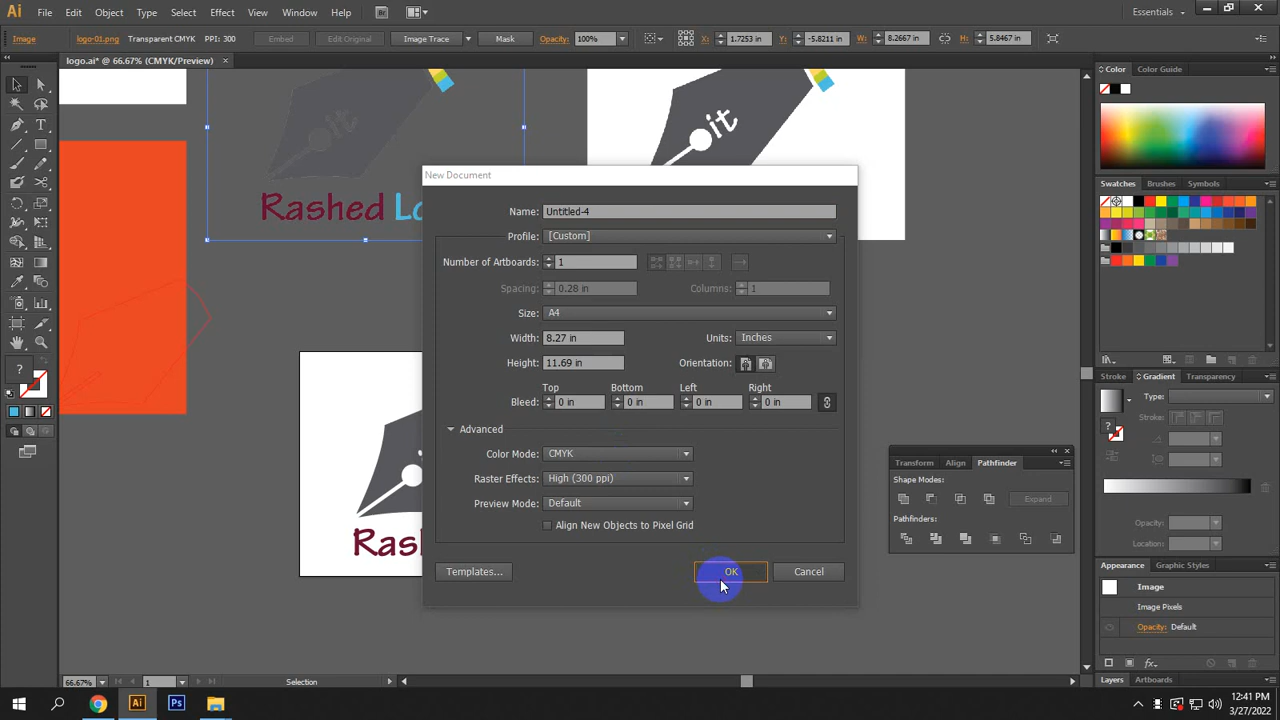 Ai File Edit Object Type Select Effect View Window Help Br Essentials
Image logo-01.png Transparent CMYK PPI: 300 Embed Edit Original Image Trace Mask Opacity: 100% X: 1.7253 in Y: -5.8211 in W: 8.2667 in H: 5.8467 in
logo.ai* @ 66.67% (CMYK/Preview) ×
Color Color Guide
it
it
New Document
Swatches Brushes Symbols
Rashed Lo
Name: Untitled-4
Profile: [Custom]
Number of Artboards: 1
Spacing: 0.28 in Columns: 1
Size: A4
Width: 8.27 in Units: Inches
Height: 11.69 in Orientation:
Top Bottom Left Right
Bleed: 0 in 0 in 0 in 0 in
Advanced
Color Mode: CMYK
Raster Effects: High (300 ppi)
Preview Mode: Default
Align New Objects to Pixel Grid
Templates... OK Cancel
Rash
Stroke Gradient Transparency
Type:
Stroke:
Opacity:
Location:
Transform Align Pathfinder
Shape Modes:
Expand
Pathfinders:
Appearance Graphic Styles
Image
Image Pixels
Opacity: Default
fx
Layers Artboards
66.67% 1 Selection
Ai Ps
12:41 PM
3/27/2022